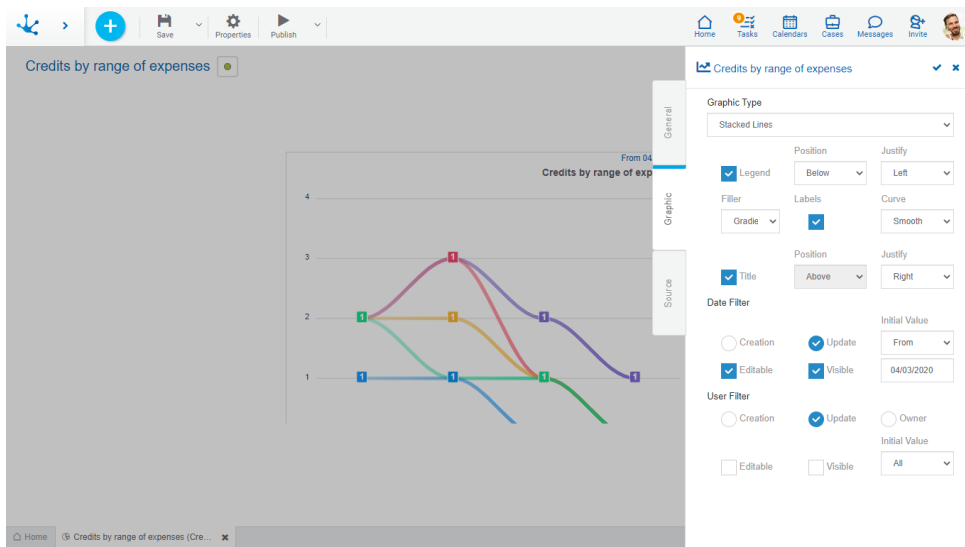 Save
Properties
Publish
Home
9
Tasks
Calendars
Cases
Messages
Invite
Credits by range of expenses
From 04
Credits by range of exp
4
3
2
1
1
1
1
1
1
1
1
1
1
General
Graphic
Source
Credits by range of expenses
Graphic Type
Stacked Lines
Position Justify
Legend Below Left
Filler Labels Curve
Gradie Smooth
Position Justify
Title Above Right
Date Filter
Initial Value
Creation Update From
Editable Visible 04/03/2020
User Filter
Creation Update Owner
Initial Value
Editable Visible All
Home Credits by range of expenses (Cre...